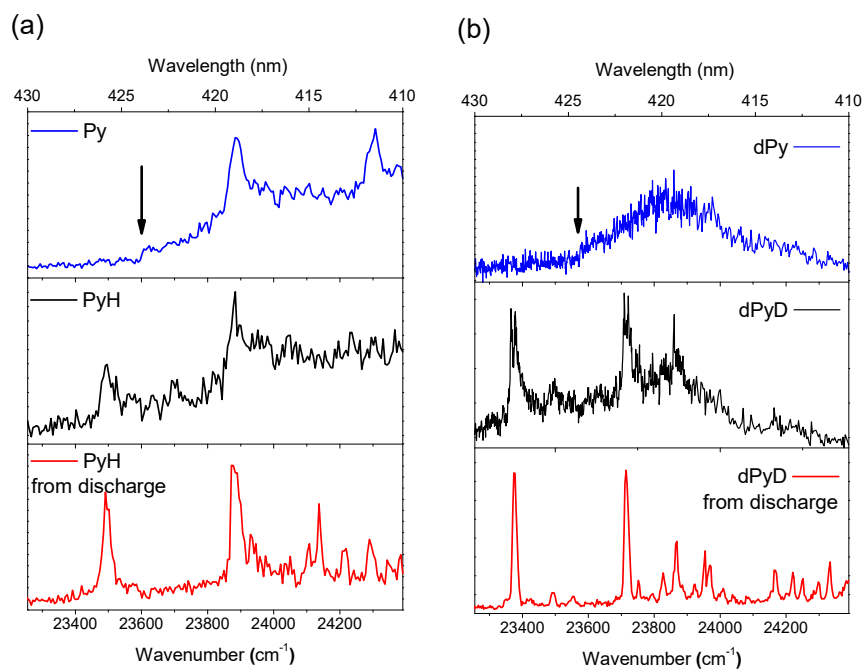 (a)
Wavelength (nm)
430 425 420 415 410
Py
PyH
PyH
from discharge
23400 23600 23800 24000 24200
Wavenumber (cm-1)
(b)
Wavelength (nm)
430 425 420 415 410
dPy
dPyD
dPyD
from discharge
23400 23600 23800 24000 24200
Wavenumber (cm-1)